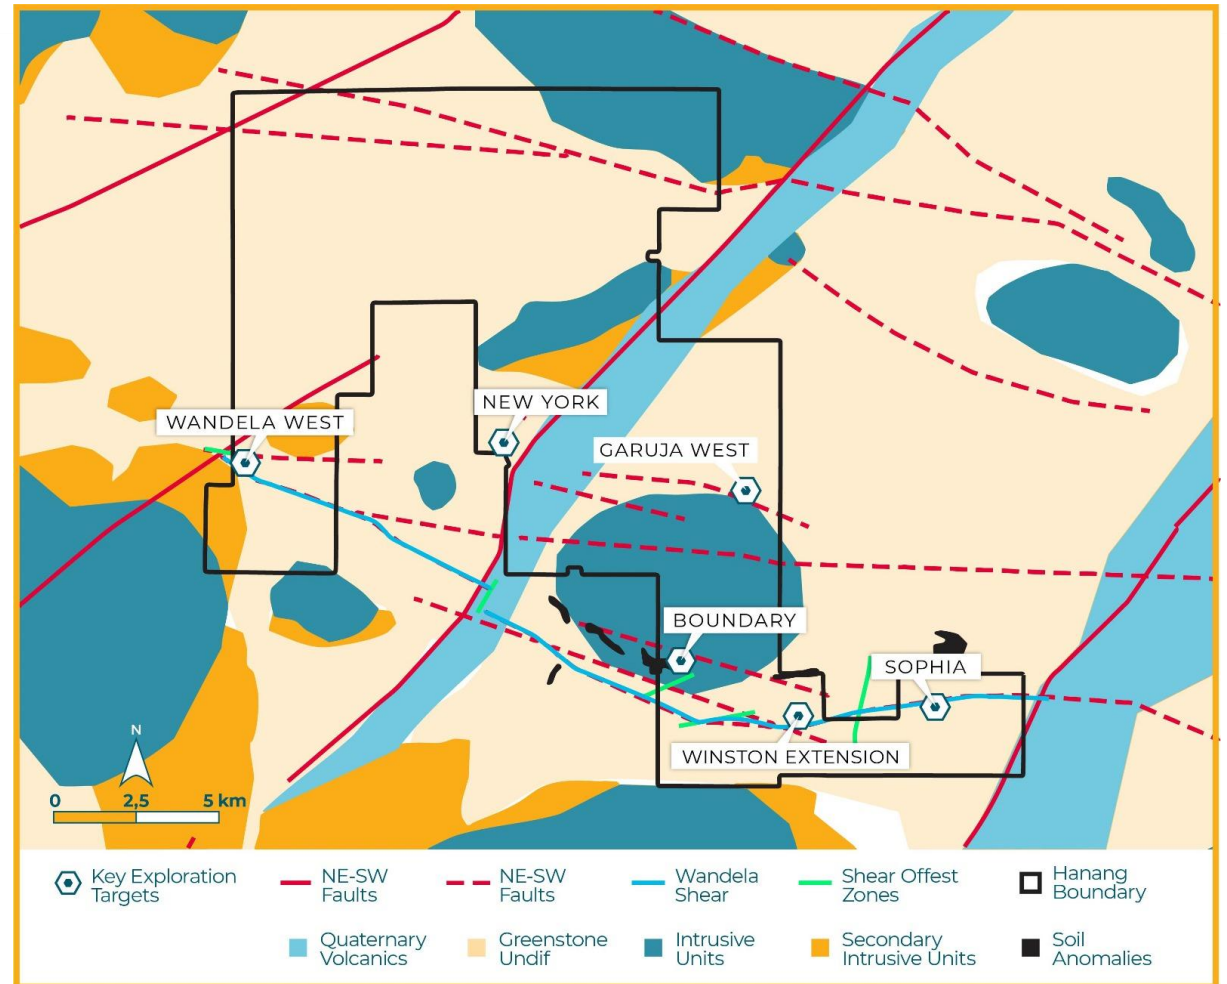 NEW YORK
WANDELA WEST
GARUJA WEST
BOUNDARY
SOPHIA
WINSTON EXTENSION
N
0 2,5 5 km
Key Exploration
Targets
NE-SW
Faults
NE-SW
Faults
Wandela
Shear
Shear Offest
Zones
Hanang
Boundary
Quaternary
Volcanics
Greenstone
Undif
Intrusive
Units
Secondary
Intrusive Units
Soil
Anomalies